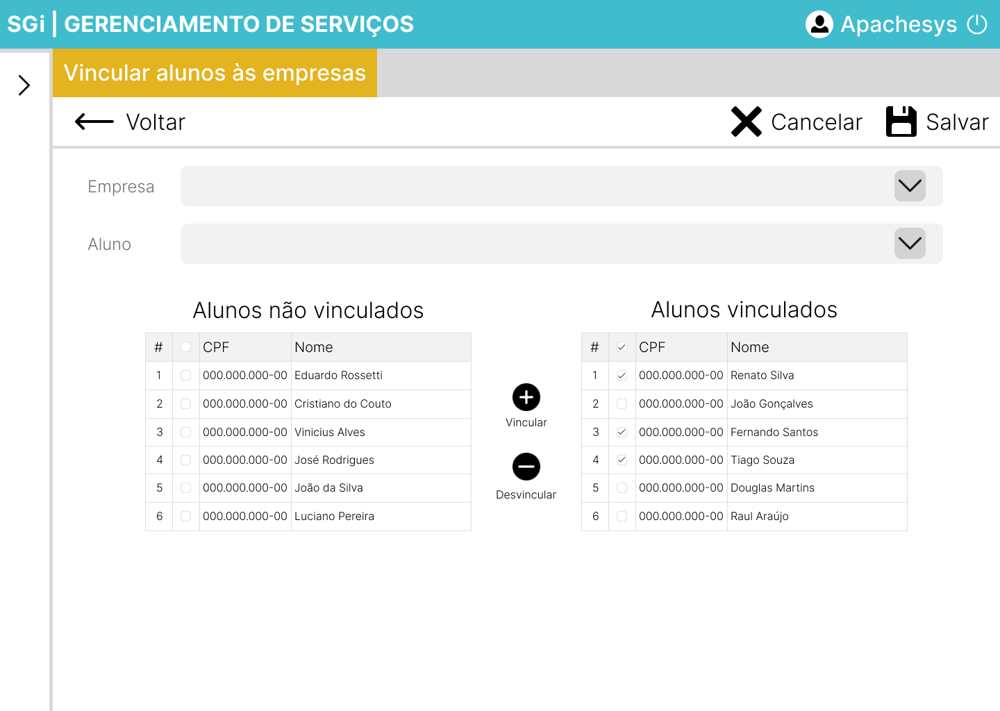 SGi | GERENCIAMENTO DE SERVIÇOS
Apachesys
Vincular alunos às empresas
Voltar
Cancelar
Salvar
Empresa
Aluno
Alunos não vinculados
# CPF Nome
1 000.000.000-00 Eduardo Rossetti
2 000.000.000-00 Cristiano do Couto
3 000.000.000-00 Vinicius Alves
4 000.000.000-00 José Rodrigues
5 000.000.000-00 João da Silva
6 000.000.000-00 Luciano Pereira
Vincular
Desvincular
Alunos vinculados
# CPF Nome
1 000.000.000-00 Renato Silva
2 000.000.000-00 João Gonçalves
3 000.000.000-00 Fernando Santos
4 000.000.000-00 Tiago Souza
5 000.000.000-00 Douglas Martins
6 000.000.000-00 Raul Araújo